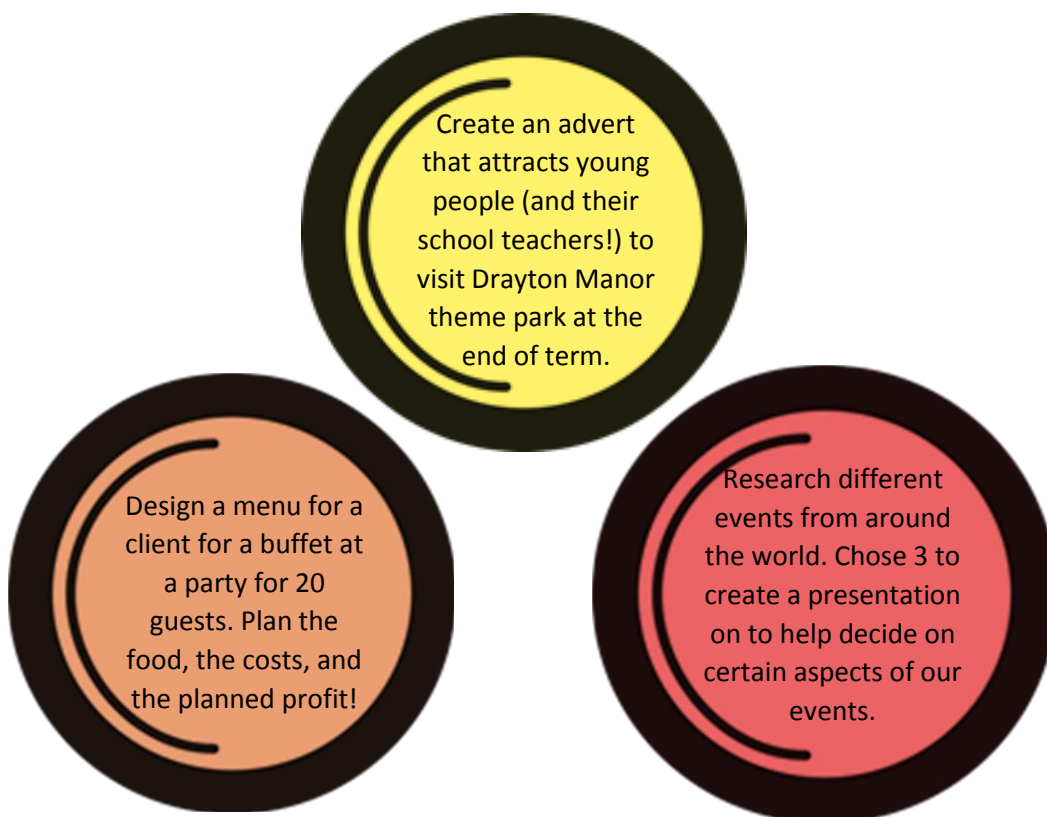 Create an advert
that attracts young
people (and their
school teachers!) to
visit Drayton Manor
theme park at the
end of term.
Design a menu for a
client for a buffet at
a party for 20
guests. Plan the
food, the costs, and
the planned profit!
Research different
events from around
the world. Chose 3 to
create a presentation
on to help decide on
certain aspects of our
events.